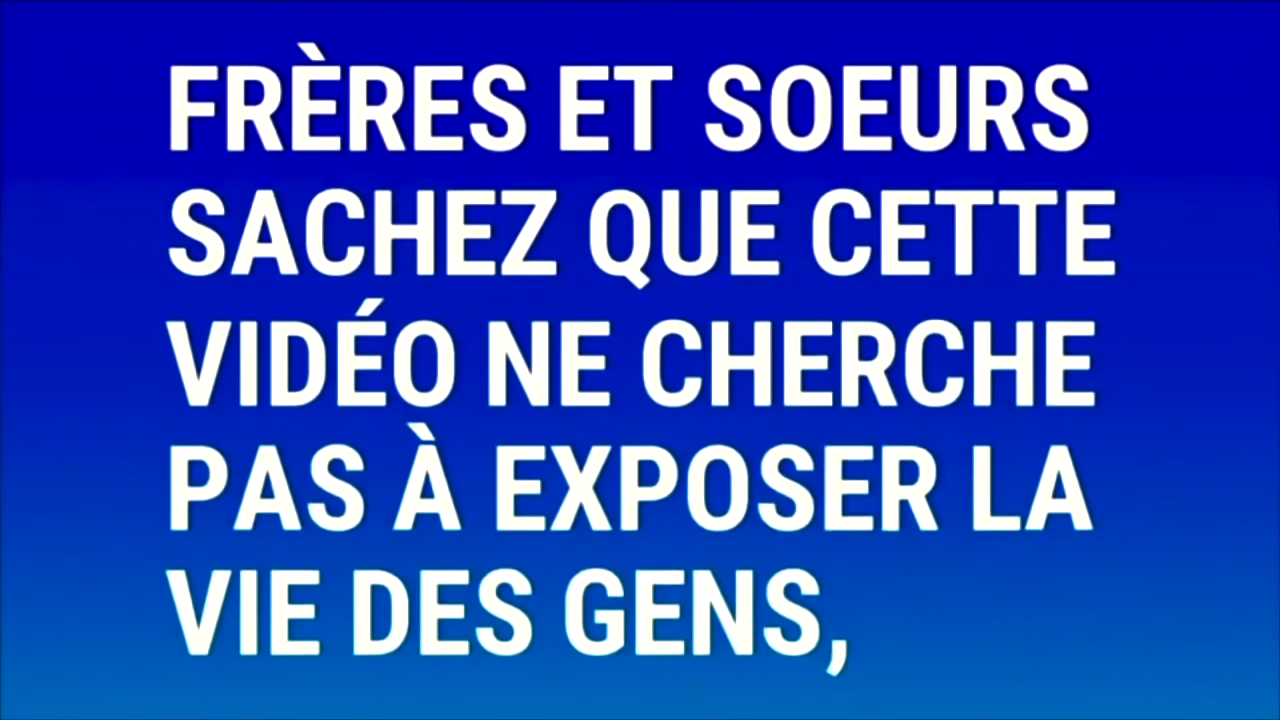 FRÈRES ET SOEURS
SACHEZ QUE CETTE
VIDÉO NE CHERCHE
PAS À EXPOSER LA
VIE DES GENS,